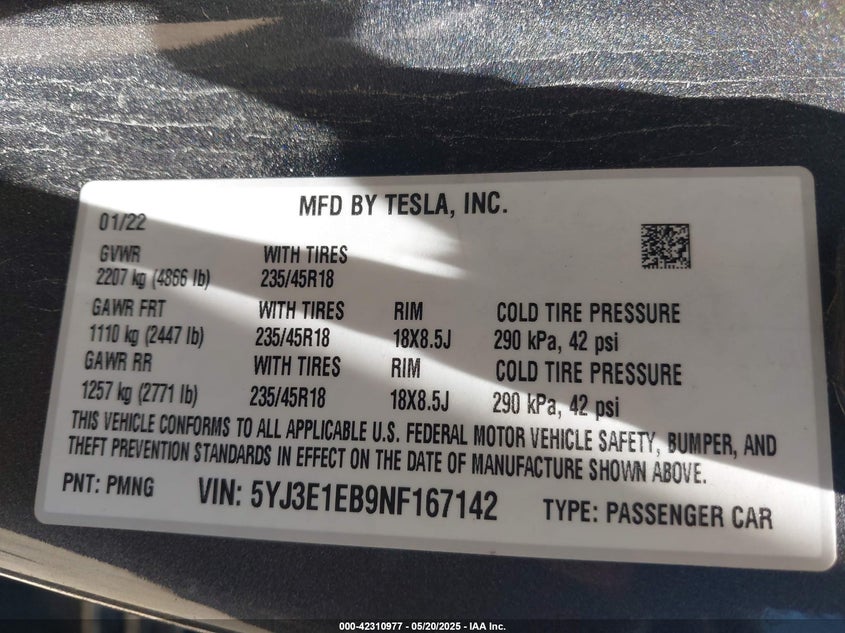 MFD BY TESLA, INC.
01/22
GVWR WITH TIRES
2207 kg (4866 lb) 235/45R18
GAWR FRT WITH TIRES RIM COLD TIRE PRESSURE
1110 kg (2447 lb) 235/45R18 18X8.5J 290 kPa, 42 psi
GAWR RR WITH TIRES RIM COLD TIRE PRESSURE
1257 kg (2771 lb) 235/45R18 18X8.5J 290 kPa, 42 psi
THIS VEHICLE CONFORMS TO ALL APPLICABLE U.S. FEDERAL MOTOR VEHICLE SAFETY, BUMPER, AND
THEFT PREVENTION STANDARDS IN EFFECT ON THE DATE OF MANUFACTURE SHOWN ABOVE.
PNT: PMNG VIN: 5YJ3E1EB9NF167142 TYPE: PASSENGER CAR
000-42310977 - 05/20/2025 - IAA Inc.